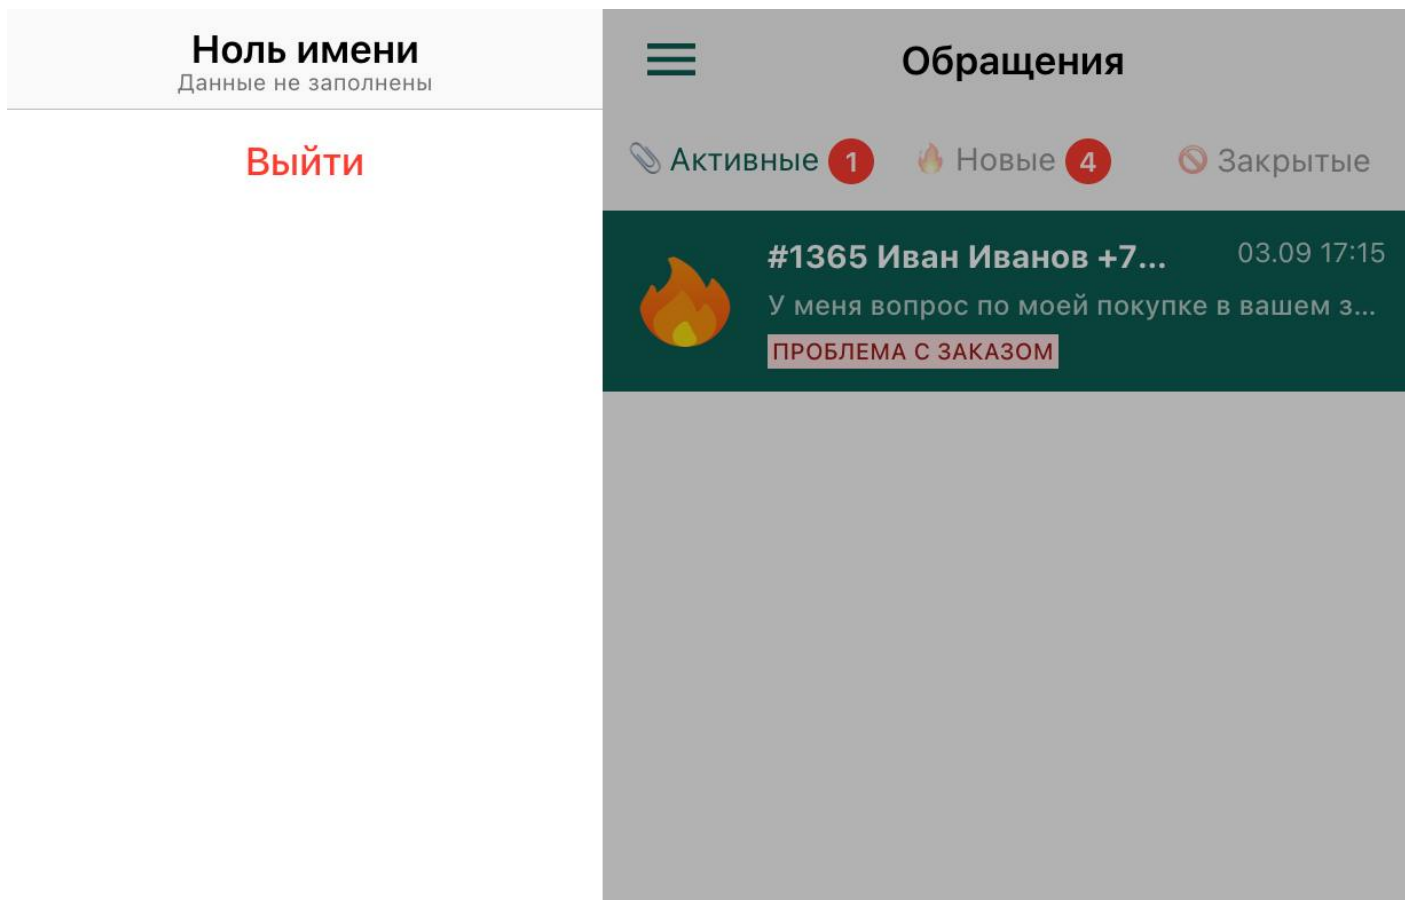 Ноль имени
Данные не заполнены
Выйти
Обращения
Активные 1 Новые 4 Закрытые
#1365 Иван Иванов +7... 03.09 17:15
У меня вопрос по моей покупке в вашем з...
ПРОБЛЕМА С ЗАКАЗОМ